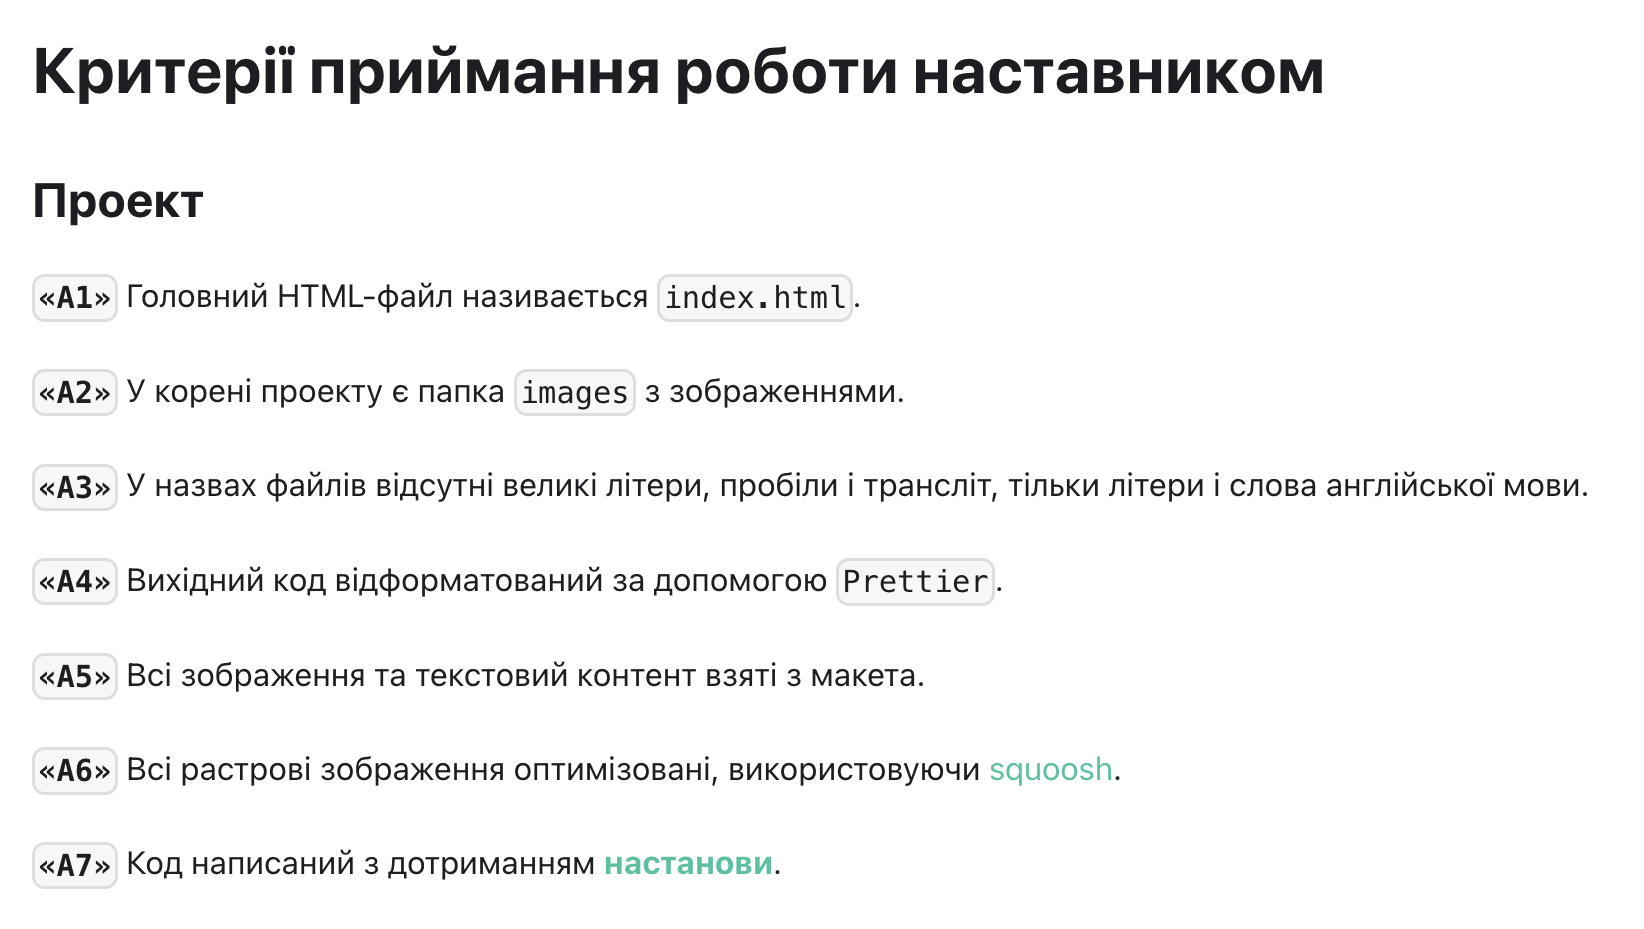 Критерії приймання роботи наставником
Проект
«A1» Головний HTML-файл називається index.html.
«A2» У корені проекту є папка images з зображеннями.
«A3» У назвах файлів відсутні великі літери, пробіли і трансліт, тільки літери і слова англійської мови.
«A4» Вихідний код відформатований за допомогою Prettier.
«A5» Всі зображення та текстовий контент взяті з макета.
«A6» Всі растрові зображення оптимізовані, використовуючи squoosh.
«A7» Код написаний з дотриманням настанови.